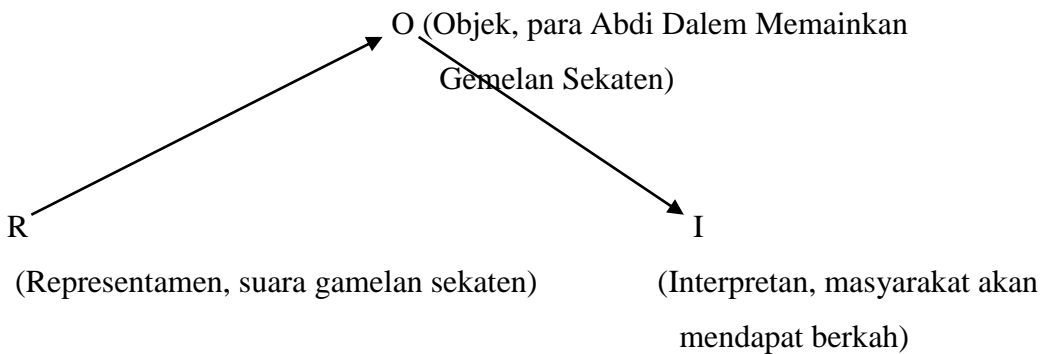 O (Objek, para Abdi Dalem Memainkan
Gemelan Sekaten)
R
I
(Representamen, suara gamelan sekaten)
(Interpretan, masyarakat akan
mendapat berkah)